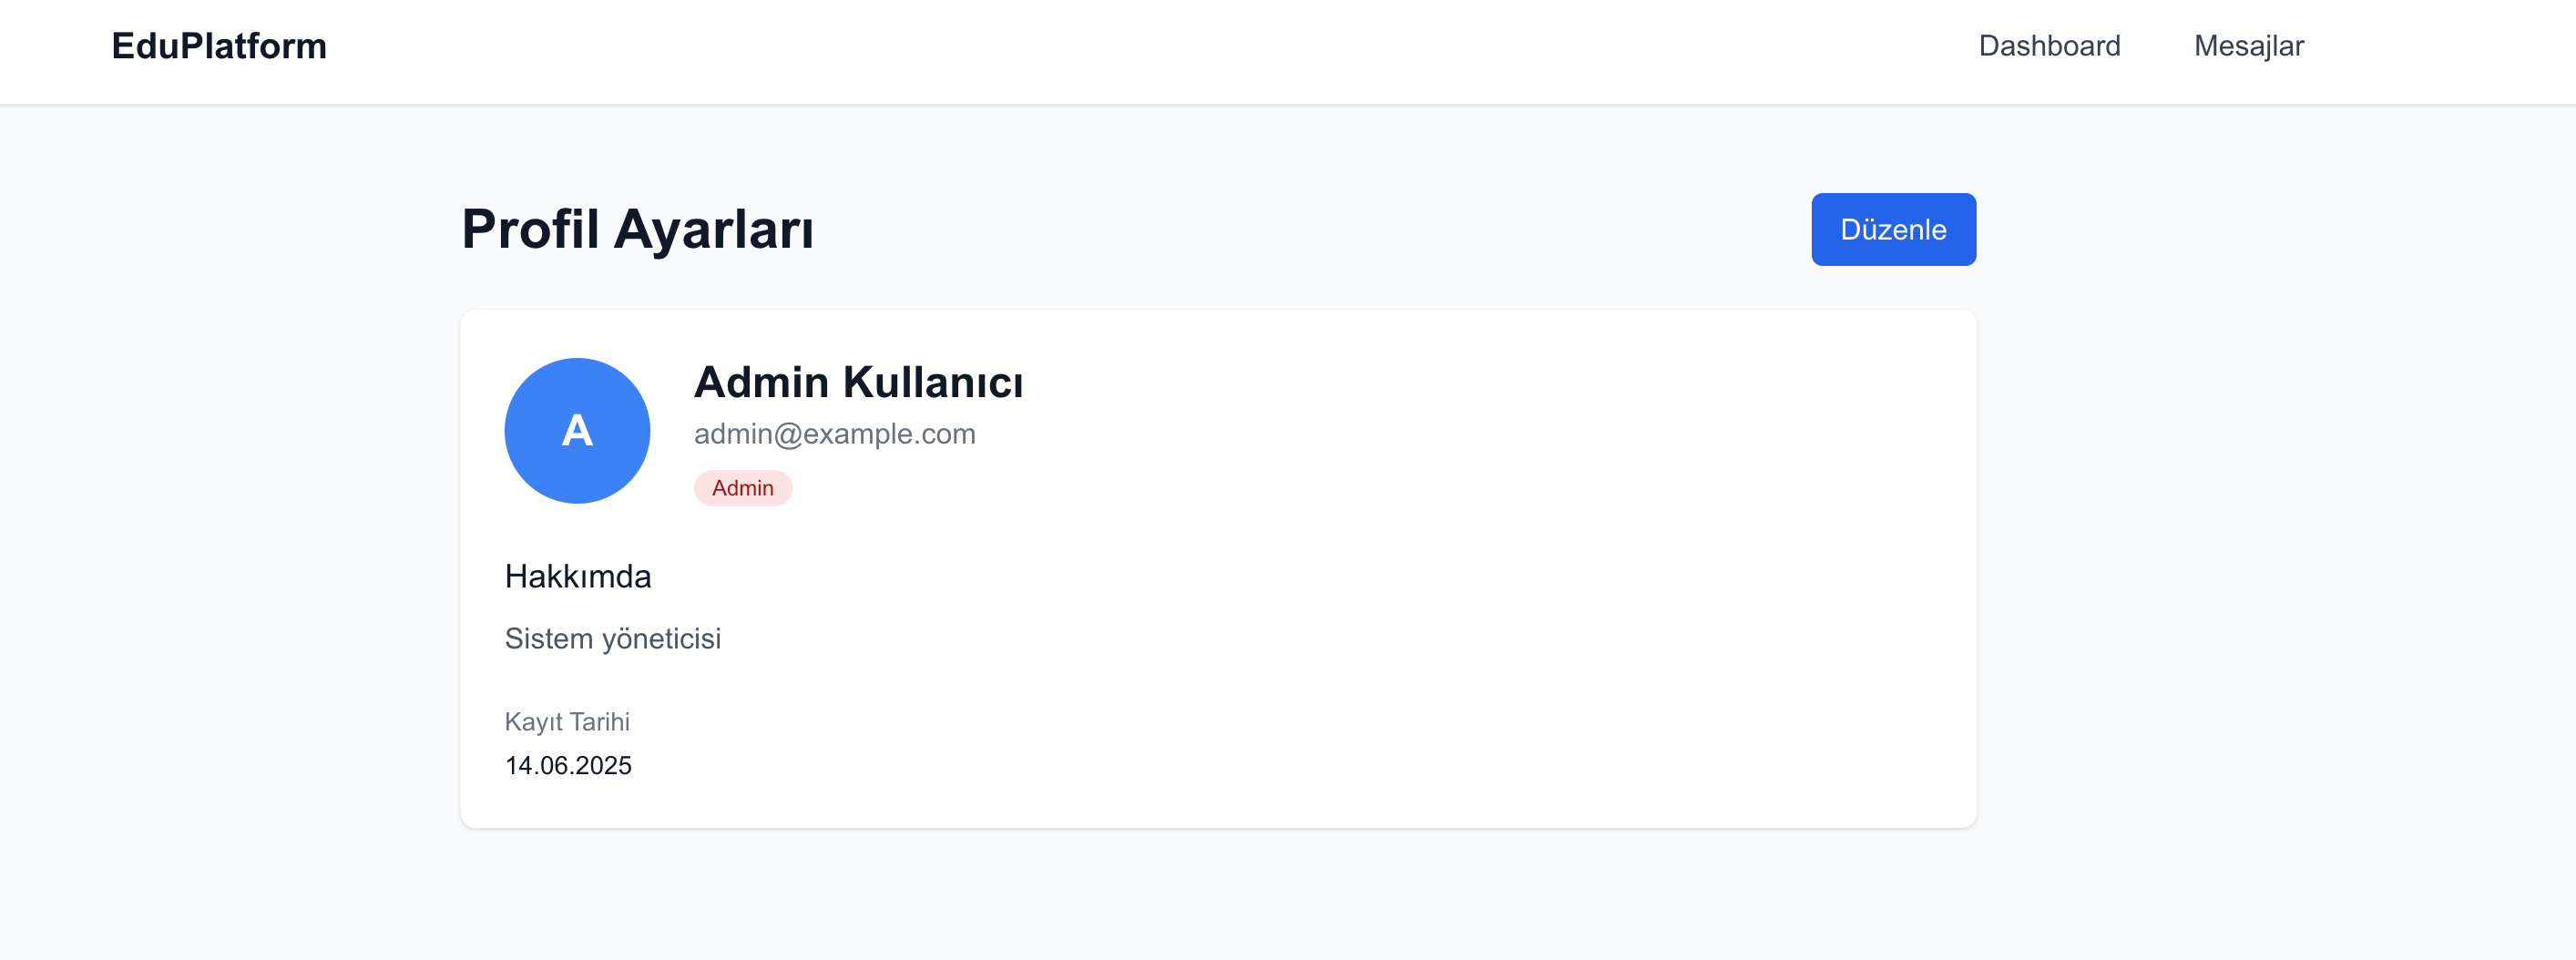 EduPlatform
Dashboard
Mesajlar
Profil Ayarları
Düzenle
A
Admin Kullanıcı
admin@example.com
Admin
Hakkımda
Sistem yöneticisi
Kayıt Tarihi
14.06.2025